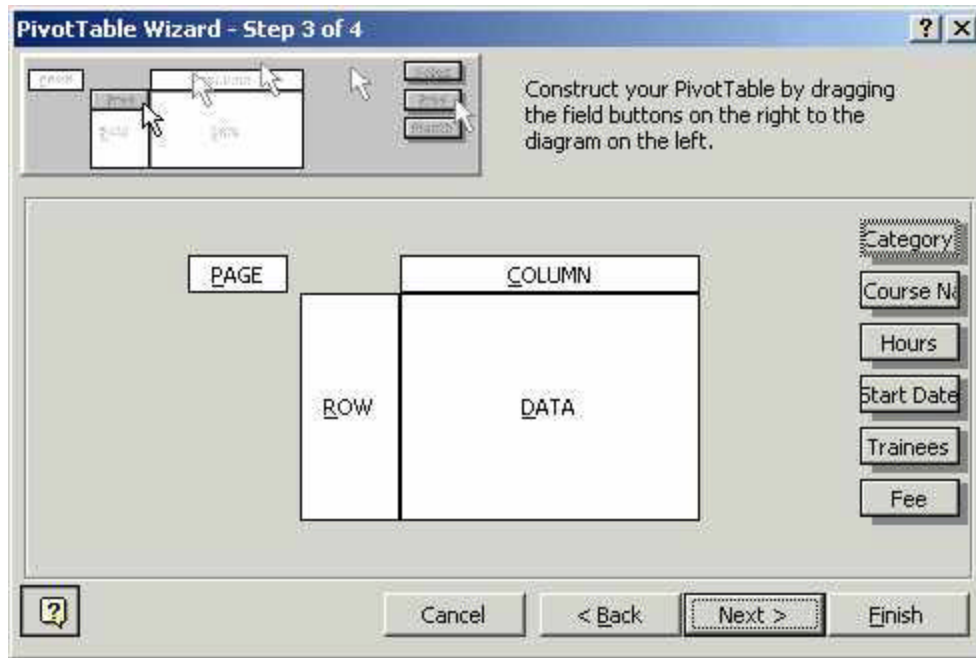 PivotTable Wizard - Step 3 of 4
Construct your PivotTable by dragging
the field buttons on the right to the
diagram on the left.
PAGE
COLUMN
ROW
DATA
Category
Course Na
Hours
Start Date
Trainees
Fee
Cancel
< Back
Next >
Finish